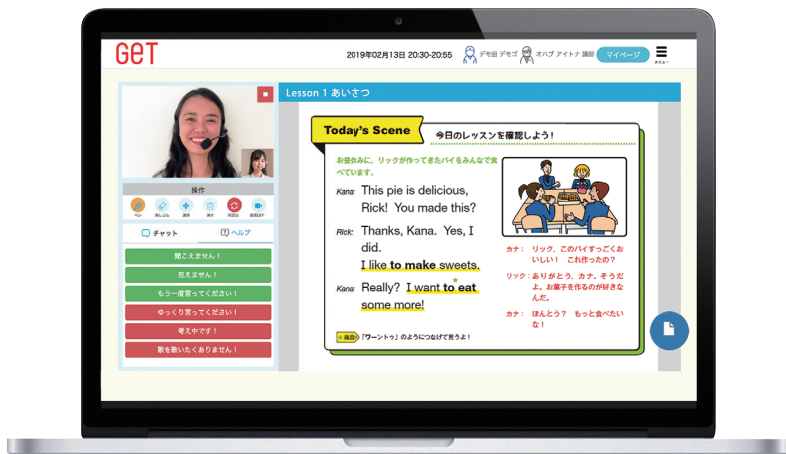 GeT
2019年02月13日 20:30-20:55
デモ田 デモゴ
オハブ アイトナ 講師
マイページ
メニュー
Lesson 1 あいさつ
操作
ペン
消しゴム
選択
消す
再読込
動画OFF
チャット
ヘルプ
聞こえません！
見えません！
もう一度言ってください！
ゆっくり言ってください！
考え中です！
歌を歌いたくありません！
Today's Scene
今日のレッスンを確認しよう！
お昼休みに、リックが作ってきたパイをみんなで食
べています。
Kana: This pie is delicious,
Rick! You made this?
Rick: Thanks, Kana. Yes, I
did.
I like to make sweets.
Kana: Really? I want to eat
some more!
カナ： リック、このパイすっごくお
いしい！ これ作ったの？
リック：ありがとう、カナ。そうだ
よ。お菓子を作るのが好きな
んだ。
カナ： ほんとう？ もっと食べたい
な！
★発音 「ワーントゥ」のようにつなげて言うよ！